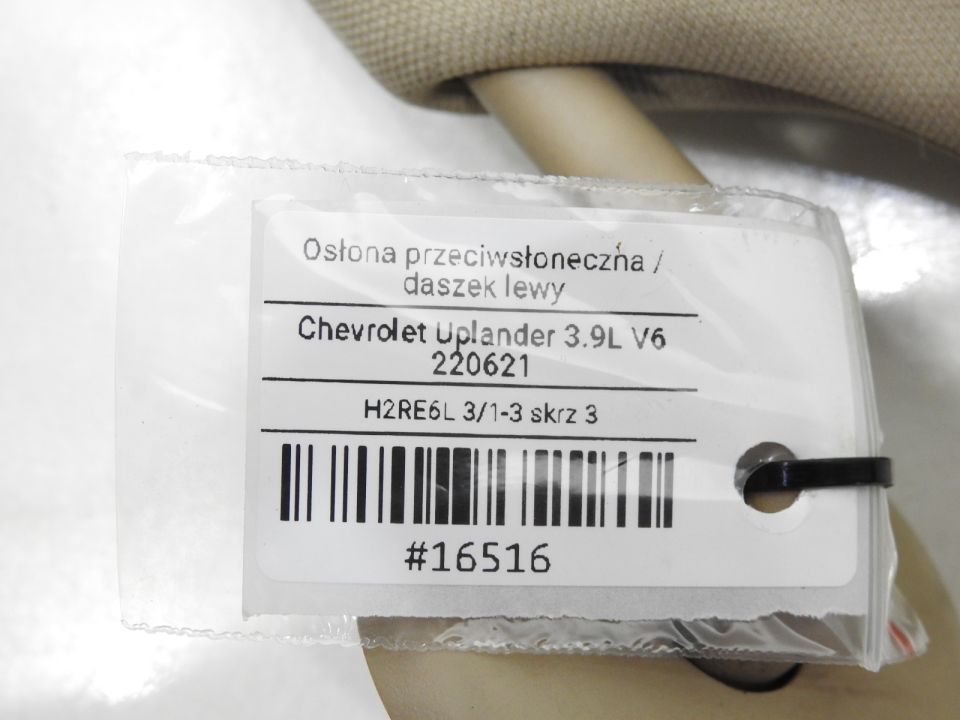 Osłona przeciwsłoneczna /
daszek lewy
Chevrolet Uplander 3.9L V6
220621
H2RE6L 3/1-3 skrz 3
#16516